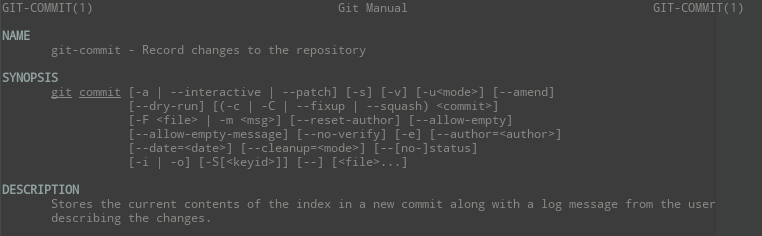 GIT-COMMIT(1) Git Manual GIT-COMMIT(1)
NAME
git-commit - Record changes to the repository
SYNOPSIS
git commit [-a | --interactive | --patch] [-s] [-v] [-u<mode>] [--amend]
[--dry-run] [(-c | -C | --fixup | --squash) <commit>]
[-F <file> | -m <msg>] [--reset-author] [--allow-empty]
[--allow-empty-message] [--no-verify] [-e] [--author=<author>]
[--date=<date>] [--cleanup=<mode>] [--[no-]status]
[-i | -o] [-S[<keyid>]] [--] [<file>...]
DESCRIPTION
Stores the current contents of the index in a new commit along with a log message from the user
describing the changes.